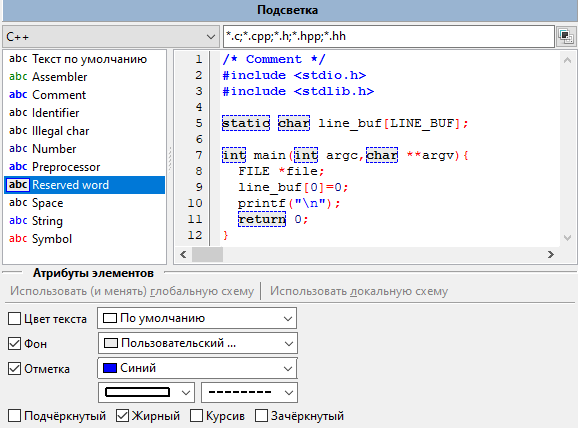 Подсветка
C++ *.c;*.cpp;*.h;*.hpp;*.hh
abc Текст по умолчанию
abc Assembler
abc Comment
abc Identifier
abc Illegal char
abc Number
abc Preprocessor
abc Reserved word
abc Space
abc String
abc Symbol
1 /* Comment */
2 #include <stdio.h>
3 #include <stdlib.h>
4
5 static char line_buf[LINE_BUF];
6
7 int main(int argc,char **argv){
8 FILE *file;
9 line_buf[0]=0;
10 printf("\n");
11 return 0;
12 }
Атрибуты элементов
Использовать (и менять) глобальную схему Использовать локальную схему
Цвет текста По умолчанию
Фон Пользовательский ...
Отметка Синий
Подчёркнутый Жирный Курсив Зачёркнутый